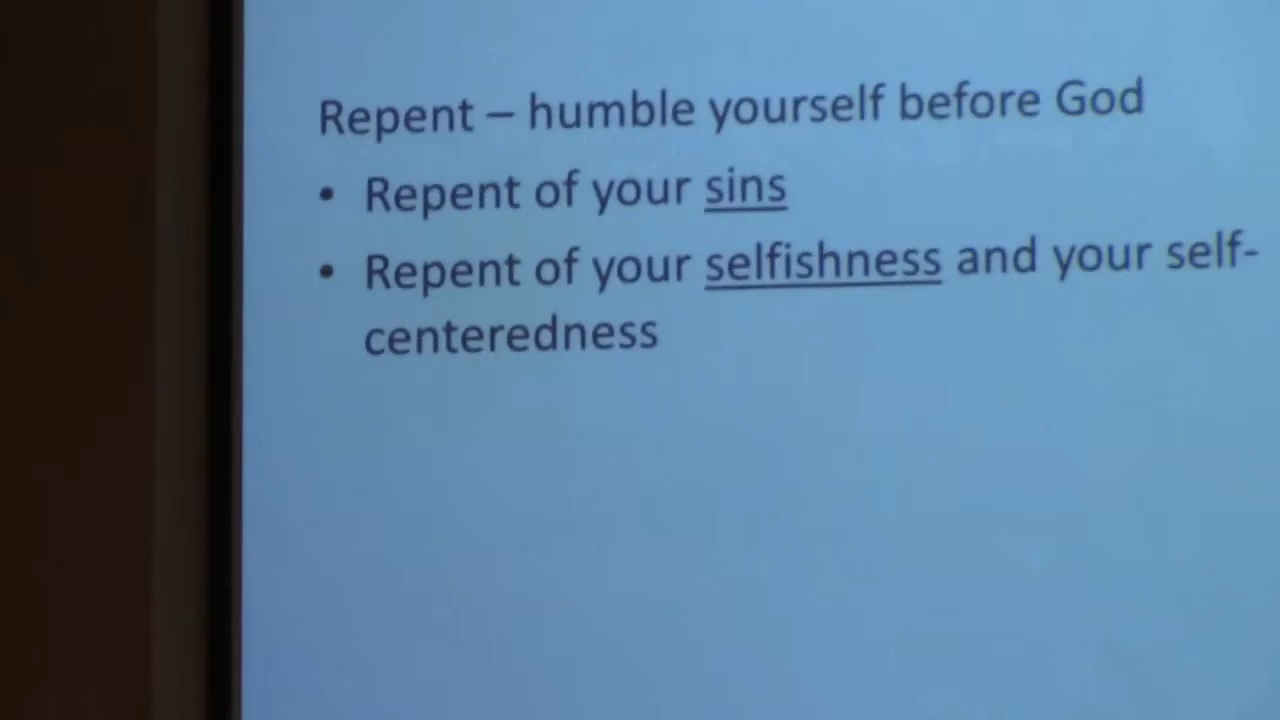 Repent – humble yourself before God
• Repent of your sins
• Repent of your selfishness and your self-
centeredness